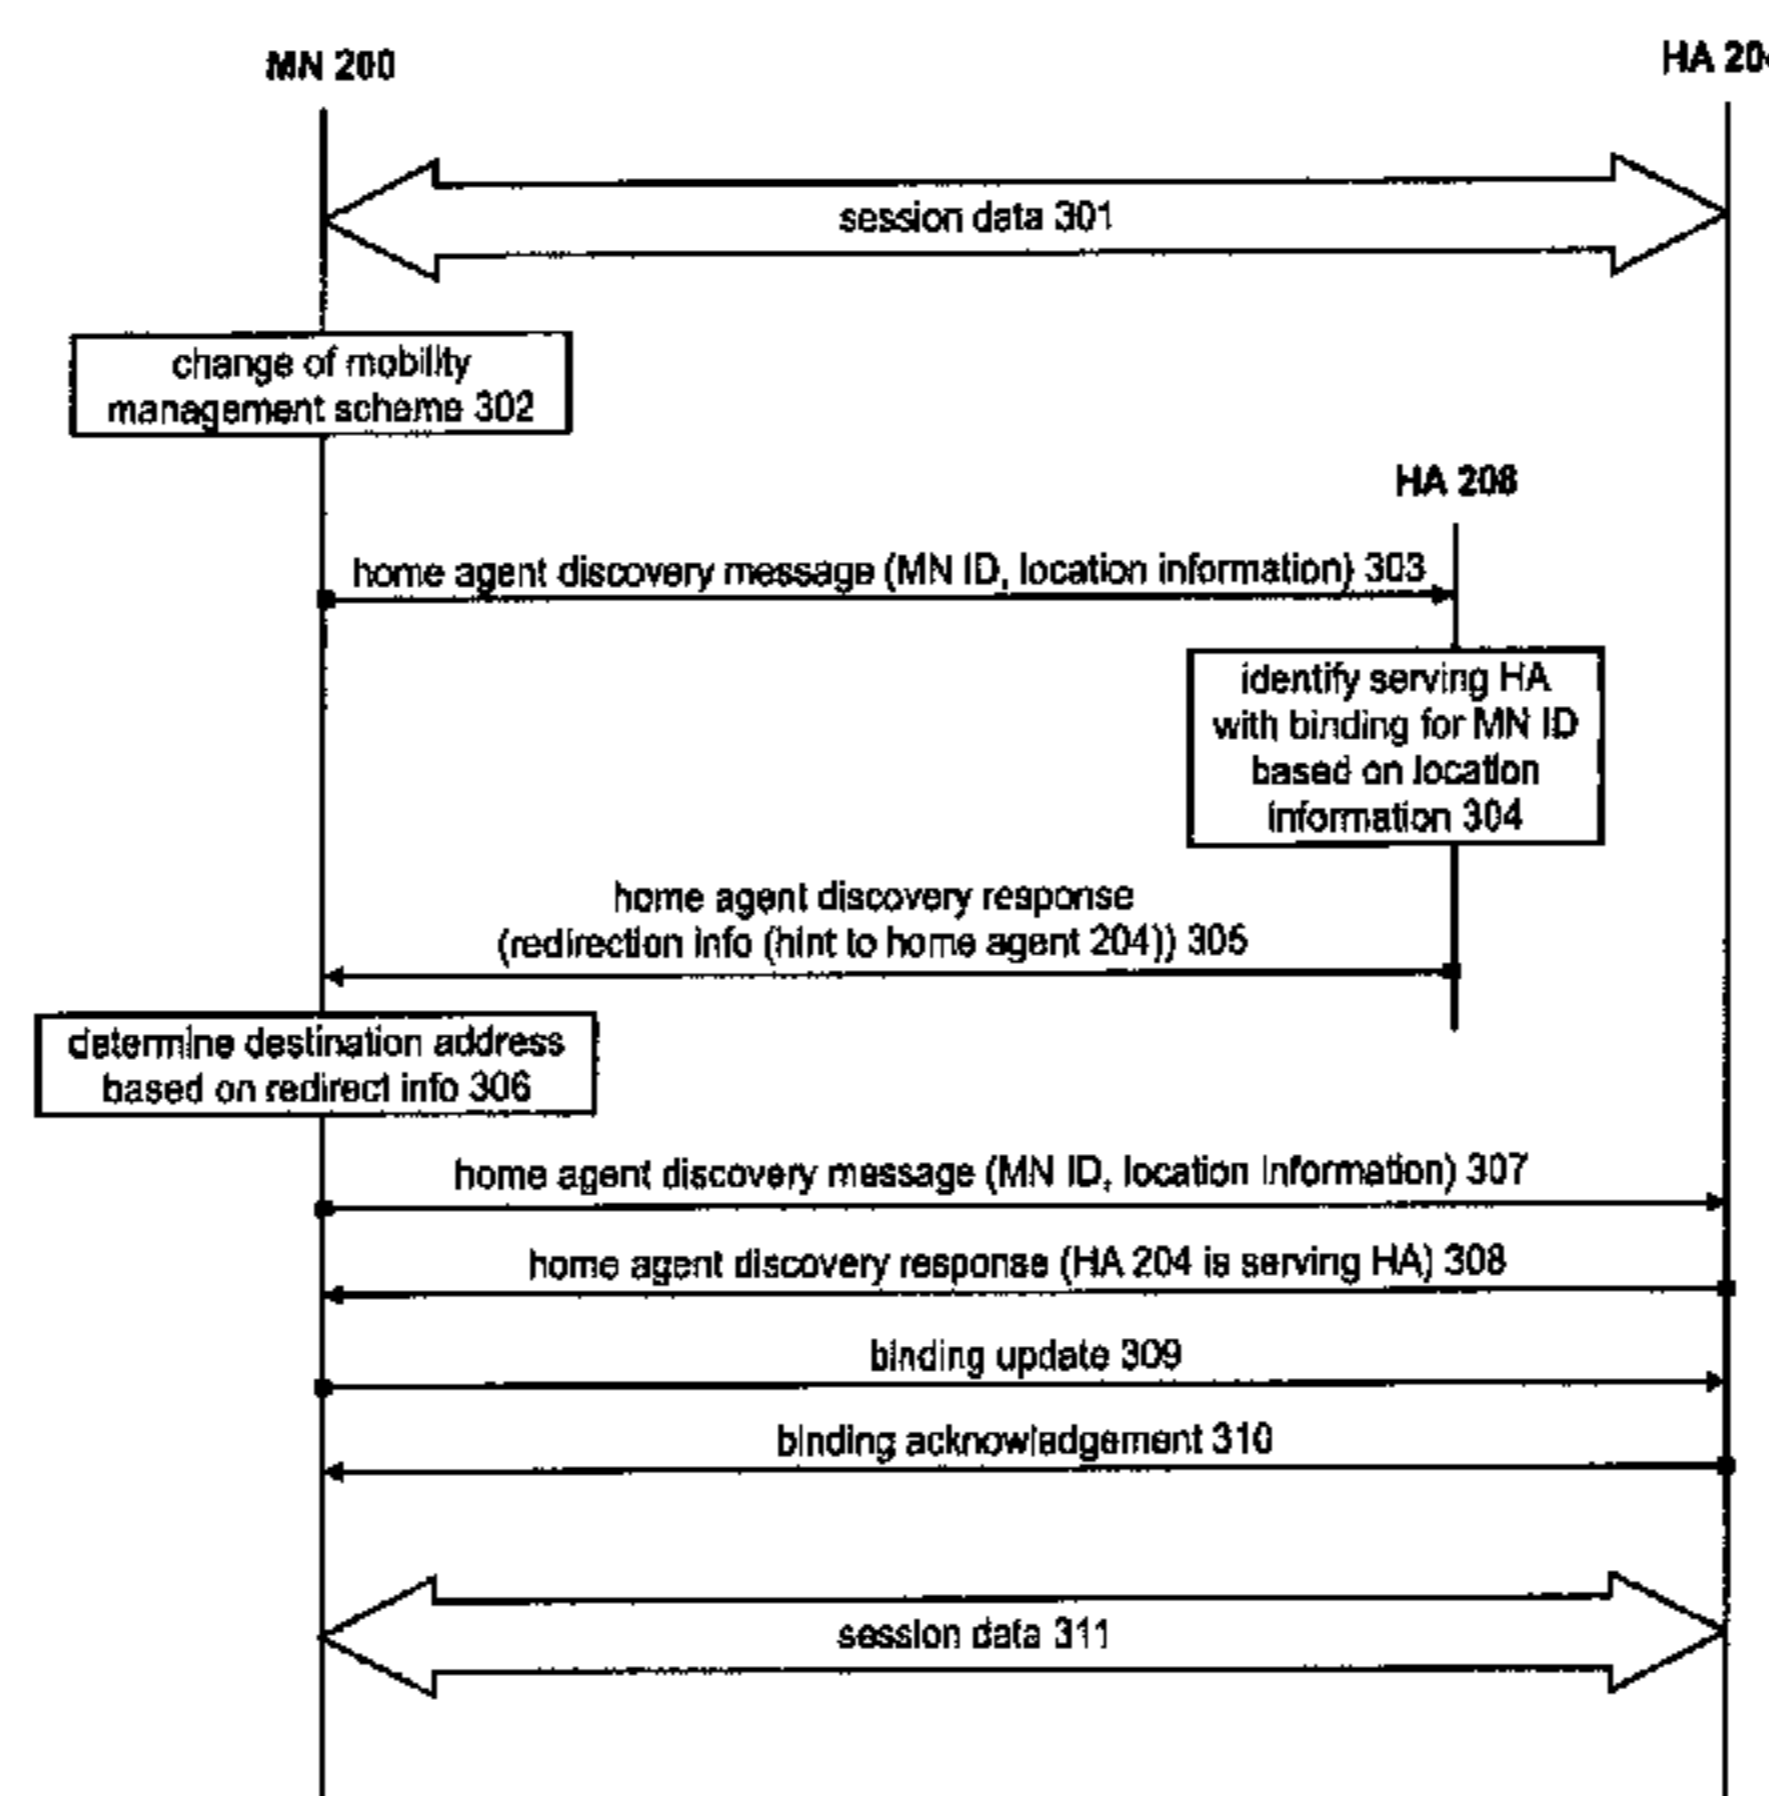 MN 200
HA 204
session data 301
change of mobility
management scheme 302
HA 208
home agent discovery message (MN ID, location information) 303
identify serving HA
with binding for MN ID
based on location
information 304
home agent discovery response
(redirection info (hint to home agent 204)) 305
determine destination address
based on redirect info 306
home agent discovery message (MN ID, location information) 307
home agent discovery response (HA 204 is serving HA) 308
binding update 309
binding acknowledgement 310
session data 311